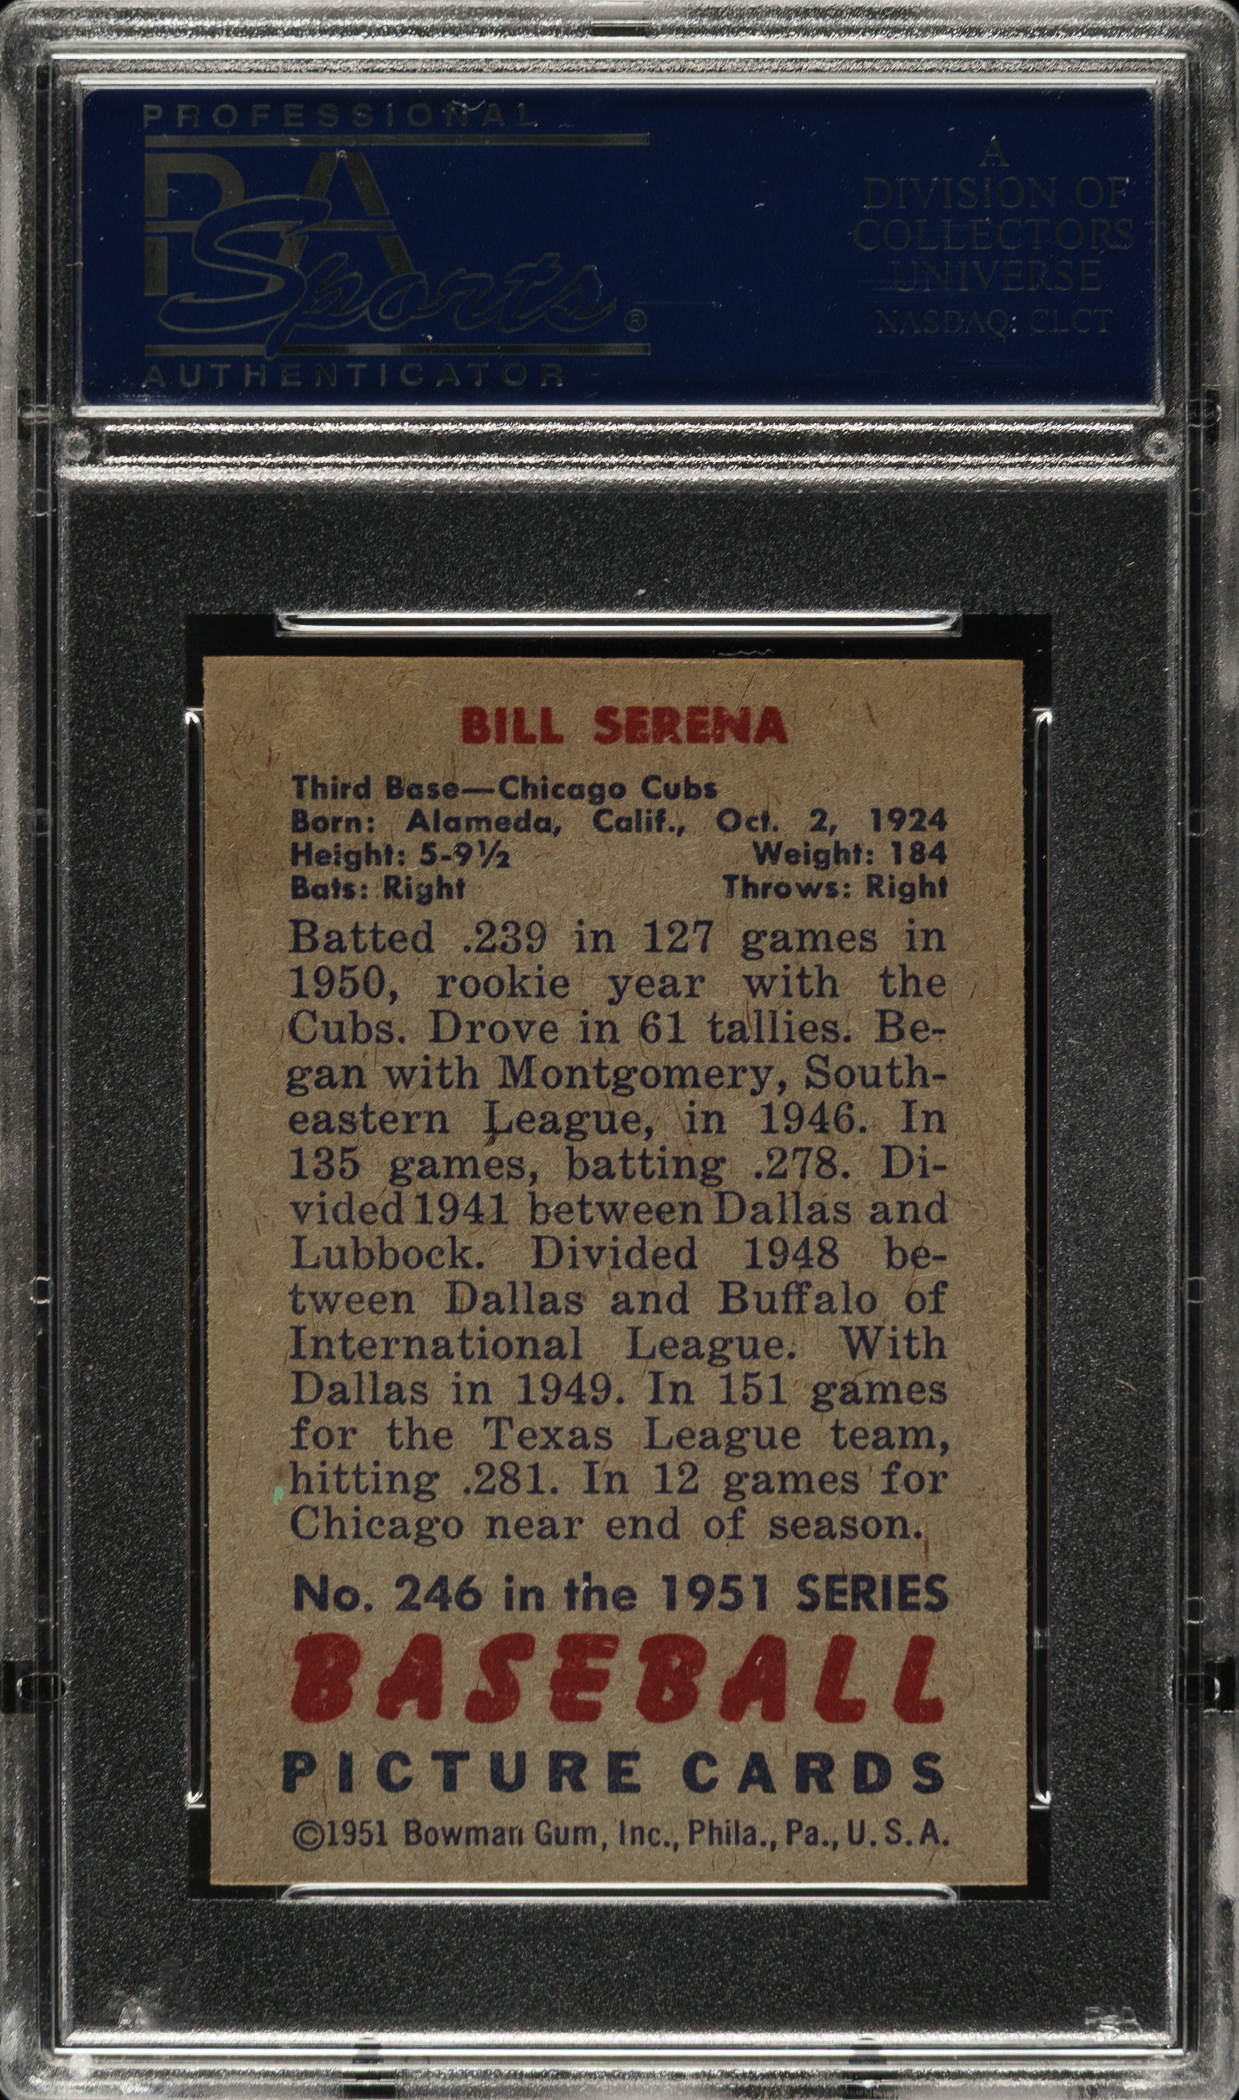 PROFESSIONAL
PSA
Sports®
AUTHENTICATOR
A
DIVISION OF
COLLECTORS
UNIVERSE
NASDAQ: CLCT
BILL SERENA
Third Base—Chicago Cubs
Born: Alameda, Calif., Oct. 2, 1924
Height: 5-9½ Weight: 184
Bats: Right Throws: Right
Batted .239 in 127 games in
1950, rookie year with the
Cubs. Drove in 61 tallies. Be-
gan with Montgomery, South-
eastern League, in 1946. In
135 games, batting .278. Di-
vided 1941 between Dallas and
Lubbock. Divided 1948 be-
tween Dallas and Buffalo of
International League. With
Dallas in 1949. In 151 games
for the Texas League team,
hitting .281. In 12 games for
Chicago near end of season.
No. 246 in the 1951 SERIES
BASEBALL
PICTURE CARDS
©1951 Bowman Gum, Inc., Phila., Pa., U.S.A.